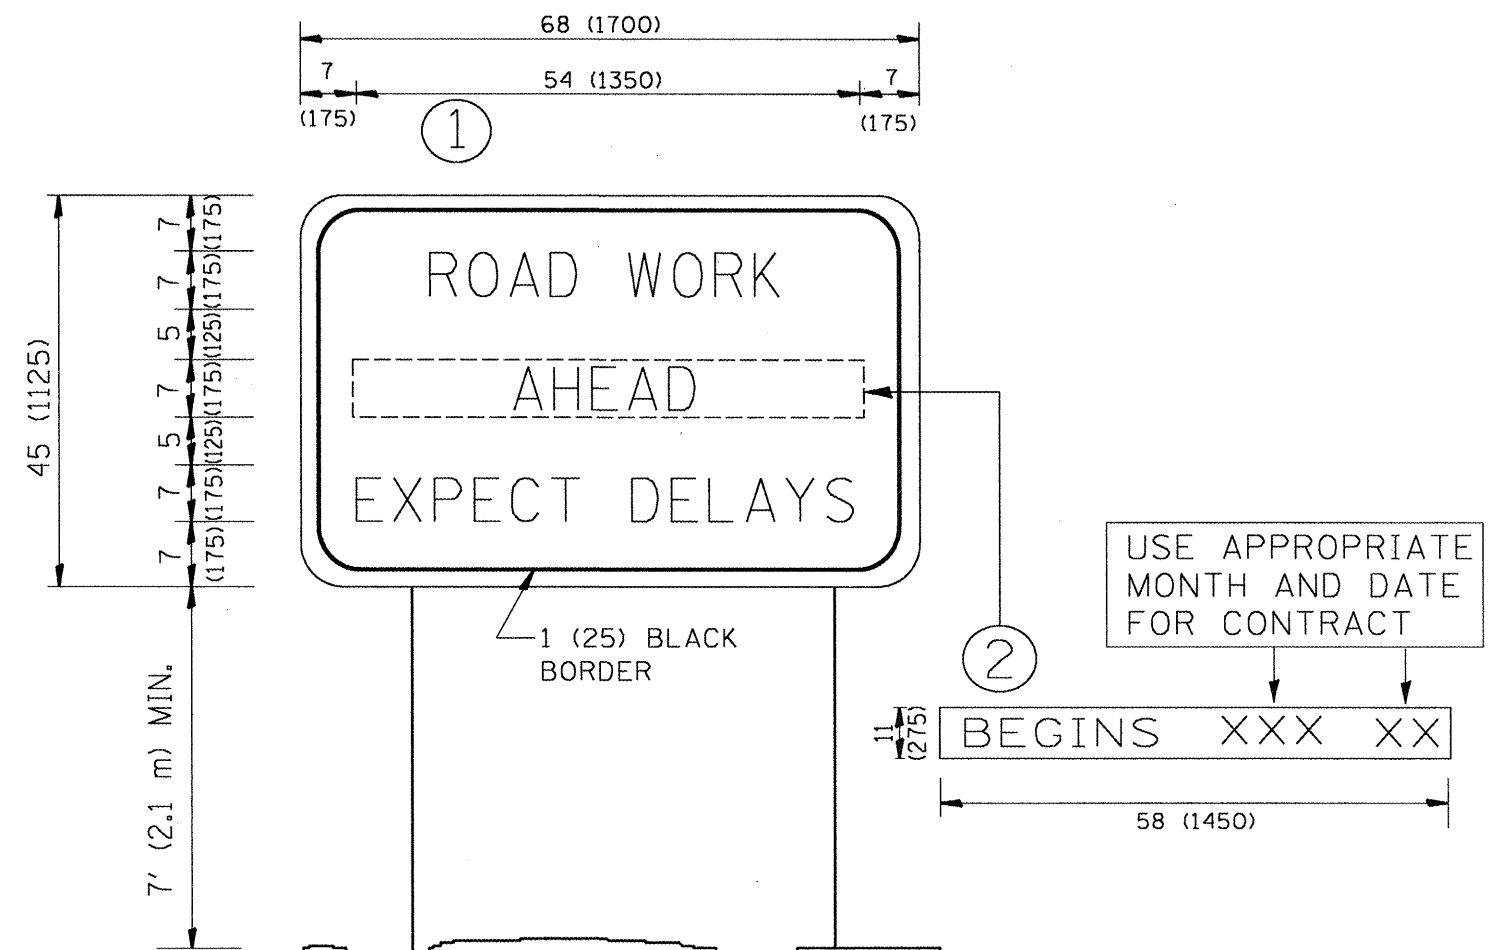 68 (1700)
7
54 (1350)
7
(175)
(175)
1
7
(175)
7
(175)
5
(125)
7
(175)
5
(125)
7
(175)
7
(175)
45 (1125)
ROAD WORK
AHEAD
EXPECT DELAYS
1 (25) BLACK
BORDER
7' (2.1 m) MIN.
USE APPROPRIATE
MONTH AND DATE
FOR CONTRACT
2
11
(275)
BEGINS XXX XX
58 (1450)